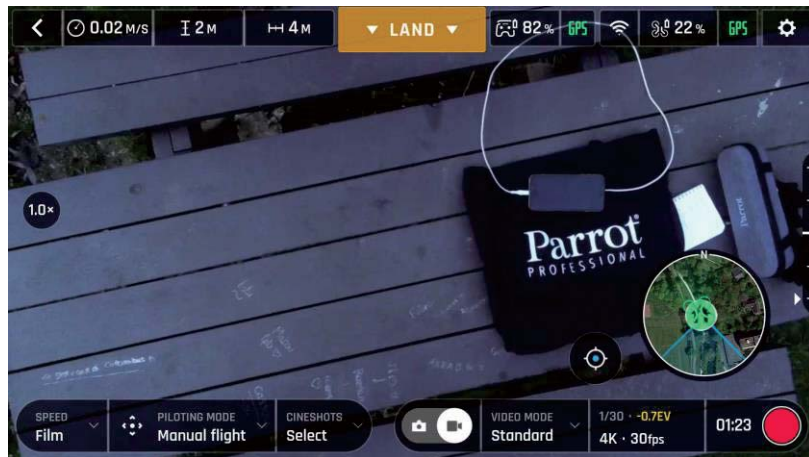 0.02 M/S
2 M
4 M
▼ LAND ▼
82 %
GPS
22 %
GPS
1.0×
Parrot
PROFESSIONAL
Parrot
N
SPEED
Film
PILOTING MODE
Manual flight
CINESHOTS
Select
VIDEO MODE
Standard
1/30 · -0.7EV
4K · 30fps
01:23